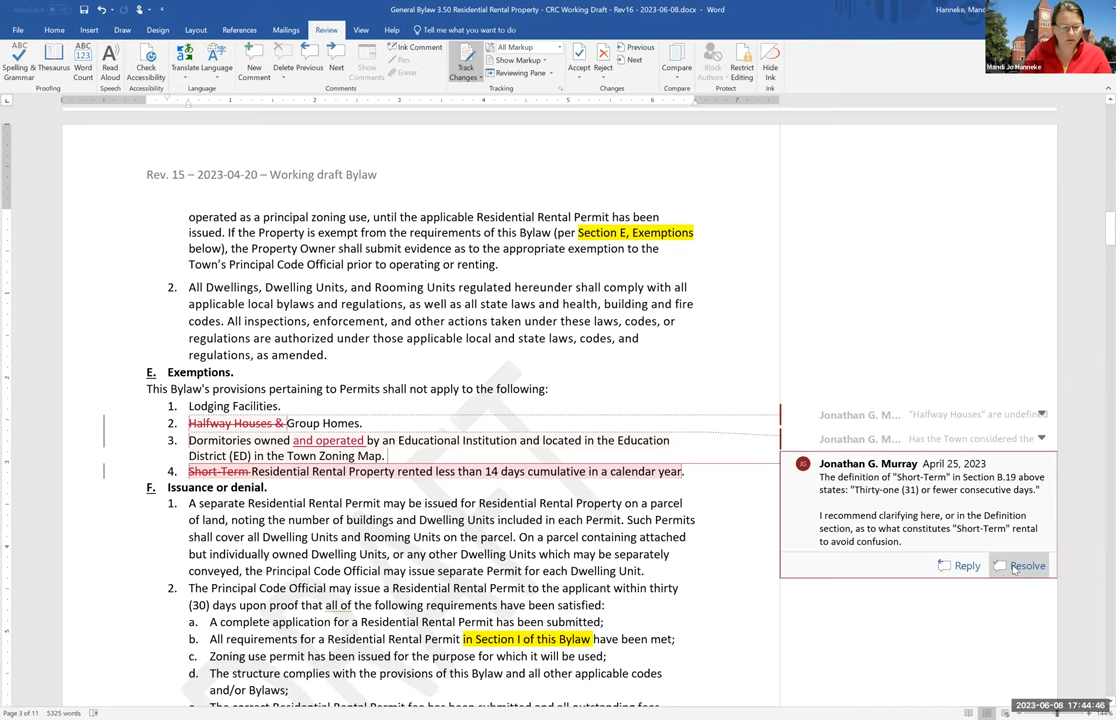 AutoSave
General Bylaw 3.50 Residential Rental Property - CRC Working Draft - Rev16 - 2023-06-08.docx - Word
Hanneke, Mand
File Home Insert Draw Design Layout References Mailings Review View Help Tell me what you want to do
Spelling & Grammar
Thesaurus
Word Count
Read Aloud
Check Accessibility
Translate
Language
New Comment
Delete
Previous
Next
Show Comments
Ink Comment
Pen
Eraser
Track Changes
All Markup
Show Markup
Reviewing Pane
Accept
Reject
Previous
Next
Compare
Block Authors
Restrict Editing
Hide Ink
Proofing Speech Accessibility Language Comments Tracking Changes Compare Protect Ink
Mandi Jo Hanneke
Rev. 15 – 2023-04-20 – Working draft Bylaw
operated as a principal zoning use, until the applicable Residential Rental Permit has been
issued. If the Property is exempt from the requirements of this Bylaw (per Section E, Exemptions
below), the Property Owner shall submit evidence as to the appropriate exemption to the
Town's Principal Code Official prior to operating or renting.
2. All Dwellings, Dwelling Units, and Rooming Units regulated hereunder shall comply with all
applicable local bylaws and regulations, as well as all state laws and health, building and fire
codes. All inspections, enforcement, and other actions taken under these laws, codes, or
regulations are authorized under those applicable local and state laws, codes, and
regulations, as amended.
E. Exemptions.
This Bylaw's provisions pertaining to Permits shall not apply to the following:
1. Lodging Facilities.
2. Halfway Houses & Group Homes.
3. Dormitories owned and operated by an Educational Institution and located in the Education
District (ED) in the Town Zoning Map.
4. Short-Term Residential Rental Property rented less than 14 days cumulative in a calendar year.
F. Issuance or denial.
1. A separate Residential Rental Permit may be issued for Residential Rental Property on a parcel
of land, noting the number of buildings and Dwelling Units included in each Permit. Such Permits
shall cover all Dwelling Units and Rooming Units on the parcel. On a parcel containing attached
but individually owned Dwelling Units, or any other Dwelling Units which may be separately
conveyed, the Principal Code Official may issue separate Permit for each Dwelling Unit.
2. The Principal Code Official may issue a Residential Rental Permit to the applicant within thirty
(30) days upon proof that all of the following requirements have been satisfied:
a. A complete application for a Residential Rental Permit has been submitted;
b. All requirements for a Residential Rental Permit in Section I of this Bylaw have been met;
c. Zoning use permit has been issued for the purpose for which it will be used;
d. The structure complies with the provisions of this Bylaw and all other applicable codes
and/or Bylaws;
Jonathan G. M... "Halfway Houses" are undefined
Jonathan G. M... Has the Town considered the
JG Jonathan G. Murray April 25, 2023
The definition of "Short-Term" in Section B.19 above
states: "Thirty-one (31) or fewer consecutive days."
I recommend clarifying here, or in the Definition
section, as to what constitutes "Short-Term" rental
to avoid confusion.
Reply Resolve
DRAFT
Page 3 of 11 5325 words
2023-06-08 17:44:46
144%